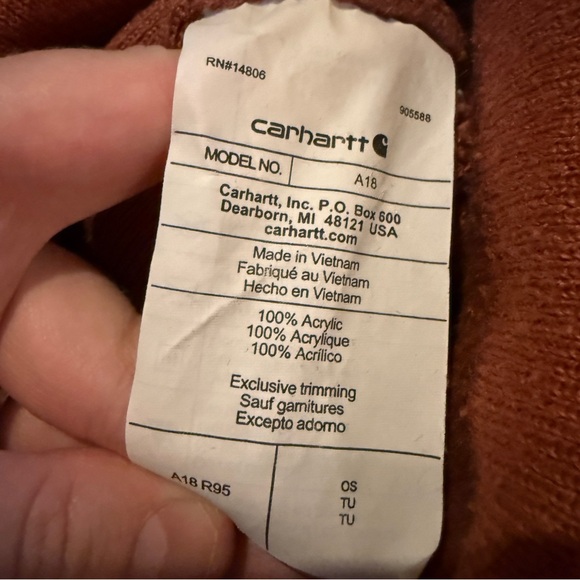 RN#14806
905588
carhartt
MODEL NO. A18
Carhartt, Inc. P.O. Box 600
Dearborn, MI 48121 USA
carhartt.com
Made in Vietnam
Fabriqué au Vietnam
Hecho en Vietnam
100% Acrylic
100% Acrylique
100% Acrílico
Exclusive trimming
Sauf garnitures
Excepto adorno
A18 R95
OS
TU
TU